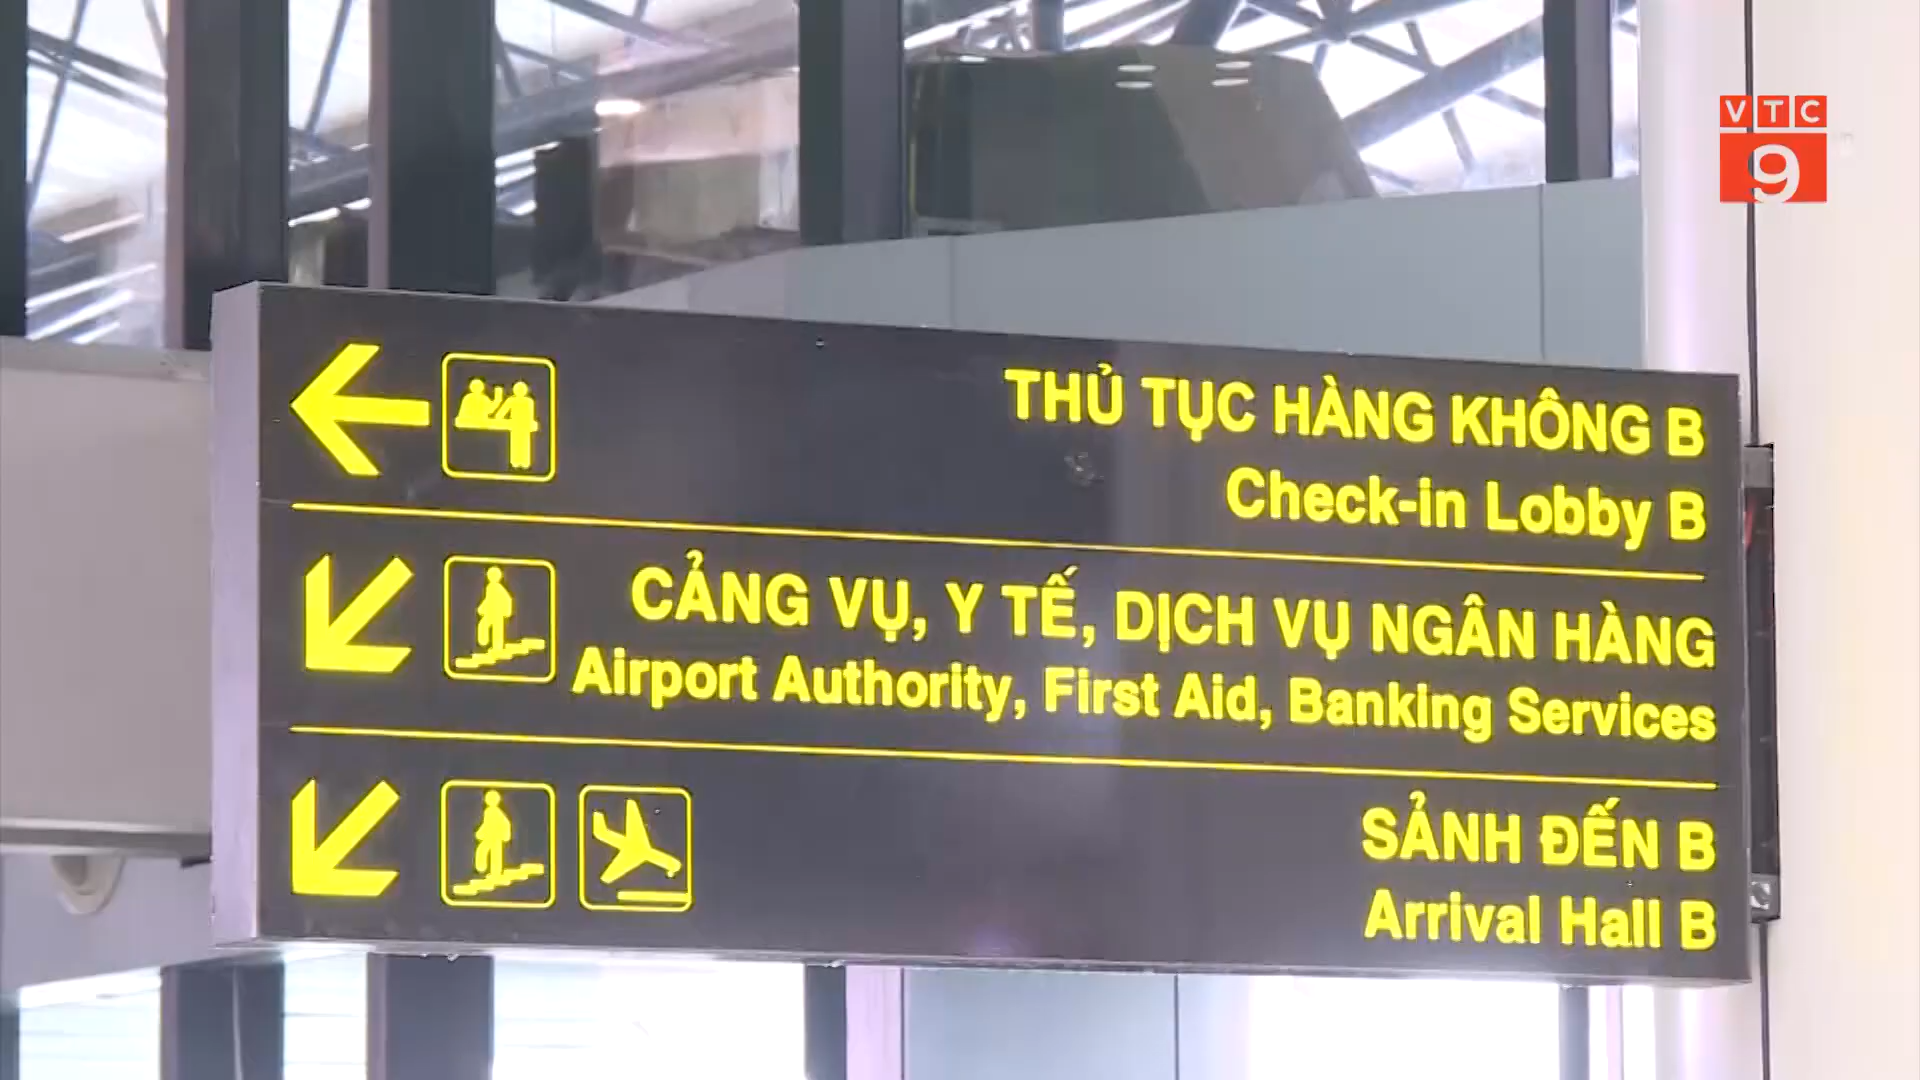 VTC
9
THỦ TỤC HÀNG KHÔNG B
Check-in Lobby B
CẢNG VỤ, Y TẾ, DỊCH VỤ NGÂN HÀNG
Airport Authority, First Aid, Banking Services
SẢNH ĐẾN B
Arrival Hall B